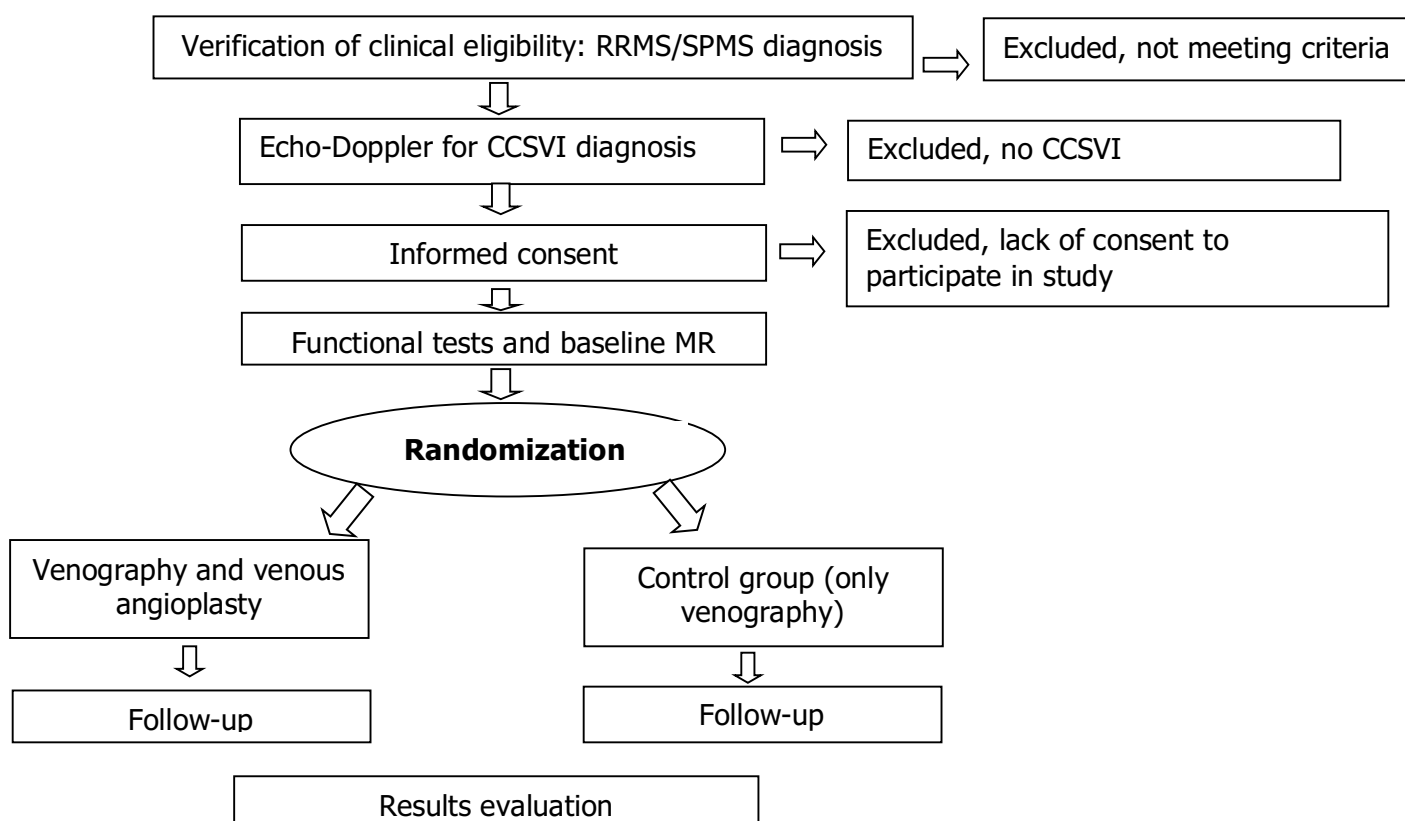 Verification of clinical eligibility: RRMS/SPMS diagnosis
Excluded, not meeting criteria
Echo-Doppler for CCSVI diagnosis
Excluded, no CCSVI
Informed consent
Excluded, lack of consent to
participate in study
Functional tests and baseline MR
Randomization
Venography and venous
angioplasty
Control group (only
venography)
Follow-up
Follow-up
Results evaluation